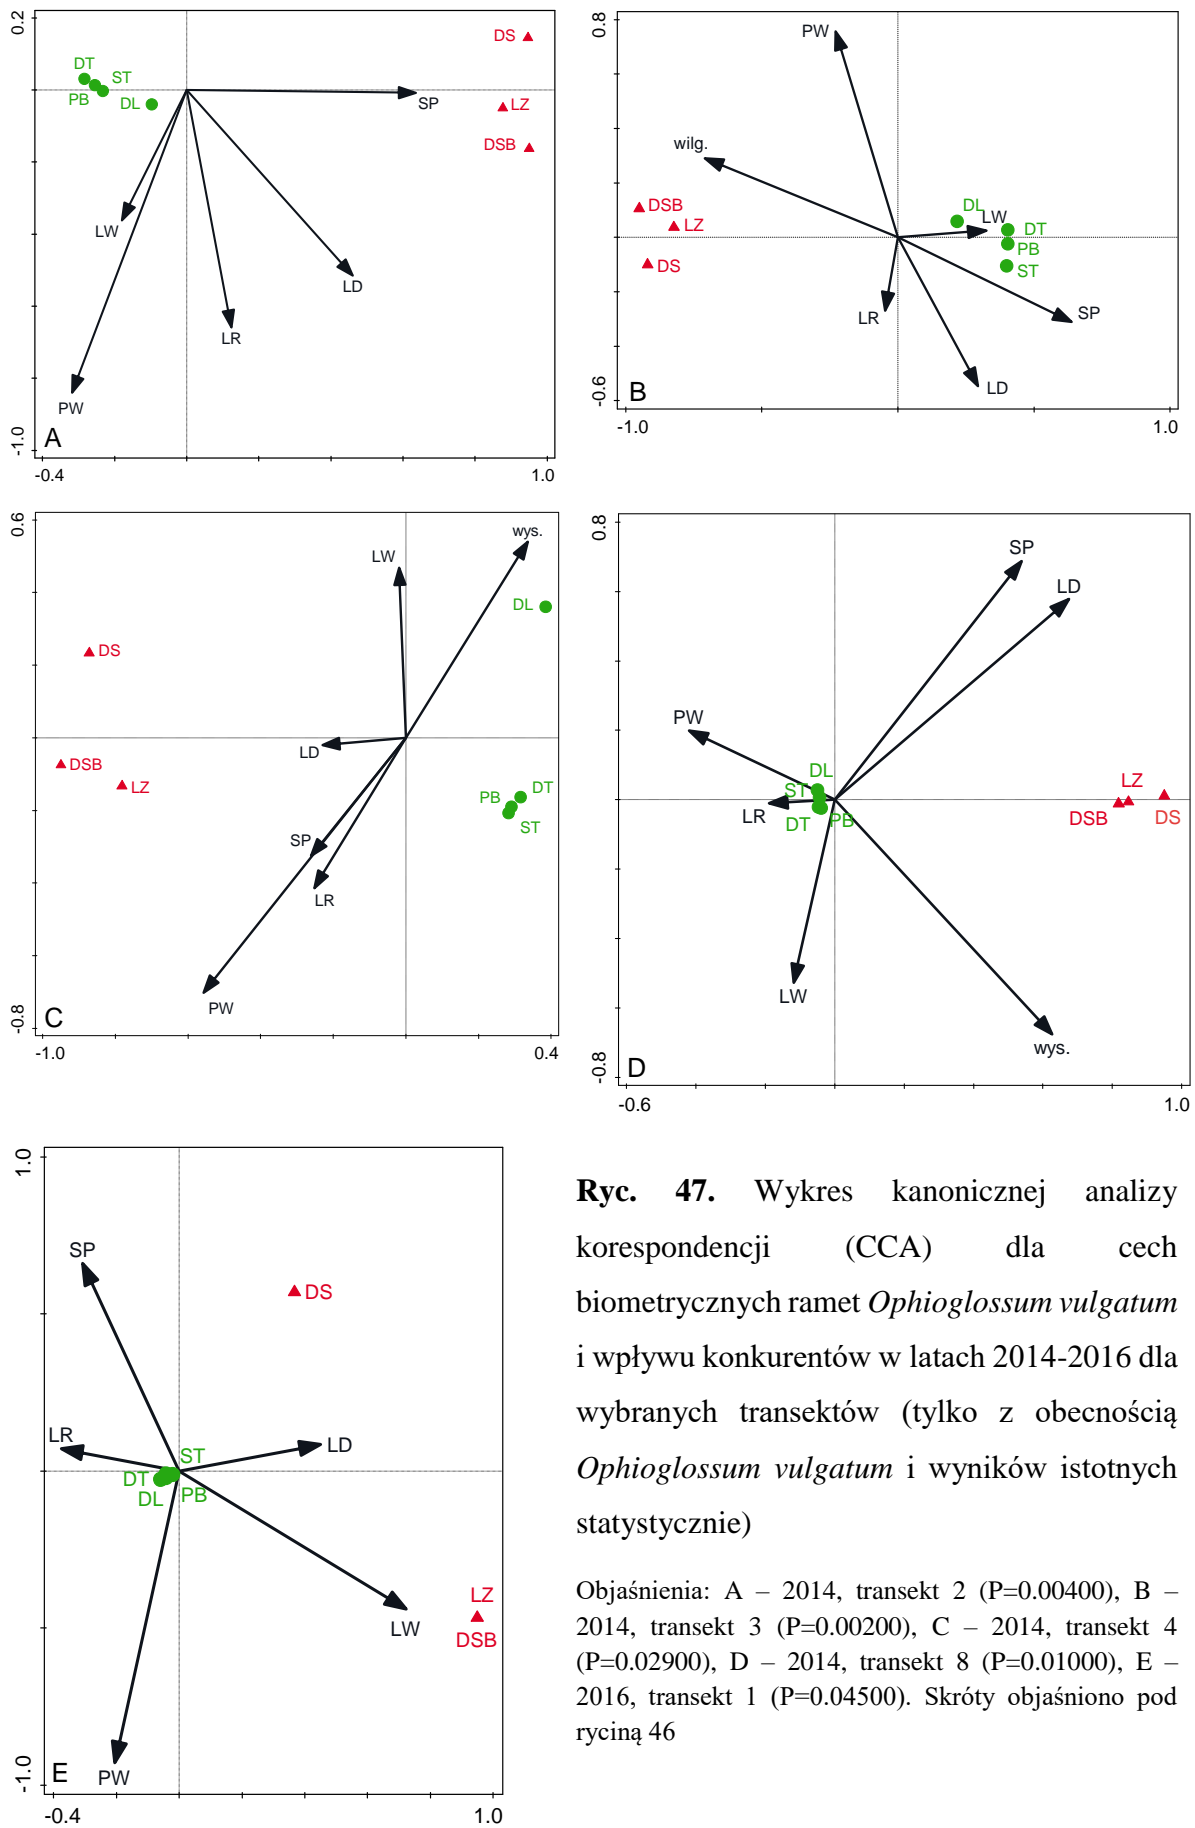 0.2
DS
DT
ST
PB
DL
SP
LZ
DSB
LW
LD
LR
PW
A
-1.0
-0.4
1.0
0.8
PW
wilg.
DSB
LZ
DS
DL
LW
DT
PB
ST
LR
SP
LD
B
-0.6
-1.0
1.0
0.6
wys.
LW
DL
DS
LD
DSB
LZ
PB
DT
ST
SP
LR
PW
C
-0.8
-1.0
0.4
0.8
SP
LD
PW
DL
ST
LR
DT
PB
LZ
DSB
DS
LW
wys.
D
-0.8
-0.6
1.0
1.0
SP
DS
LR
LD
ST
DT
DL
PB
LZ
LW
DSB
PW
E
-1.0
-0.4
1.0
Ryc. 47. Wykres kanonicznej analizy
korespondencji (CCA) dla cech
biometrycznych ramet Ophioglossum vulgatum
i wpływu konkurentów w latach 2014-2016 dla
wybranych transektów (tylko z obecnością
Ophioglossum vulgatum i wyników istotnych
statystycznie)
Objaśnienia: A – 2014, transekt 2 (P=0.00400), B –
2014, transekt 3 (P=0.00200), C – 2014, transekt 4
(P=0.02900), D – 2014, transekt 8 (P=0.01000), E –
2016, transekt 1 (P=0.04500). Skróty objaśniono pod
ryciną 46